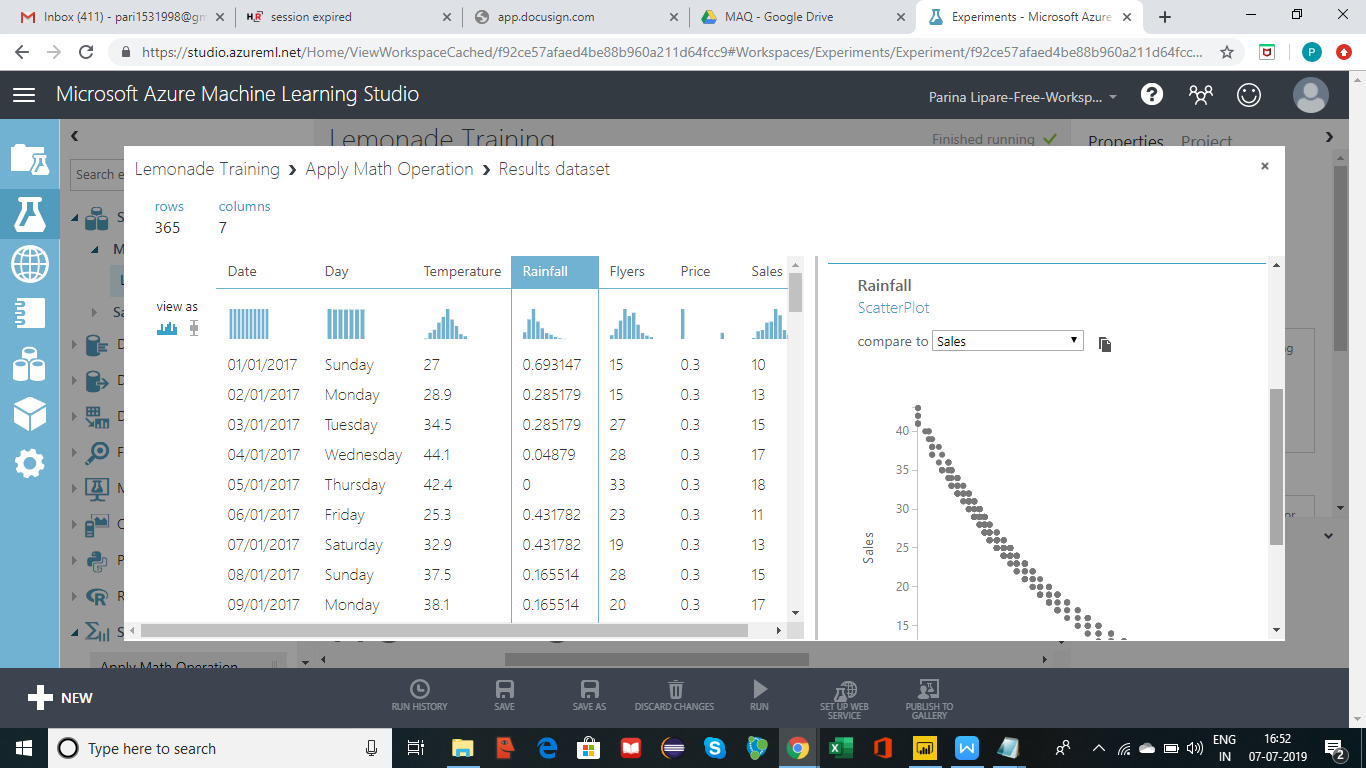 Inbox (411) - pari1531998@gm
session expired
app.docusign.com
MAQ - Google Drive
Experiments - Microsoft Azure
https://studio.azureml.net/Home/ViewWorkspaceCached/f92ce57afaed4be88b960a211d64fcc9#Workspaces/Experiments/Experiment/f92ce57afaed4be88b960a211d64fcc...
P
Microsoft Azure Machine Learning Studio
Parina Lipare-Free-Worksp...
Lemonade Training
Finished running
Properties Project
Search e
Lemonade Training > Apply Math Operation > Results dataset
rows columns
365 7
view as
Date Day Temperature Rainfall Flyers Price Sales
01/01/2017 Sunday 27 0.693147 15 0.3 10
02/01/2017 Monday 28.9 0.285179 15 0.3 13
03/01/2017 Tuesday 34.5 0.285179 27 0.3 15
04/01/2017 Wednesday 44.1 0.04879 28 0.3 17
05/01/2017 Thursday 42.4 0 33 0.3 18
06/01/2017 Friday 25.3 0.431782 23 0.3 11
07/01/2017 Saturday 32.9 0.431782 19 0.3 13
08/01/2017 Sunday 37.5 0.165514 28 0.3 15
09/01/2017 Monday 38.1 0.165514 20 0.3 17
Rainfall
ScatterPlot
compare to Sales
40
35
30
25
20
15
Sales
Apply Math Operation
NEW
RUN HISTORY
SAVE
SAVE AS
DISCARD CHANGES
RUN
SET UP WEB
SERVICE
PUBLISH TO
GALLERY
Type here to search
ENG
IN
16:52
07-07-2019
2